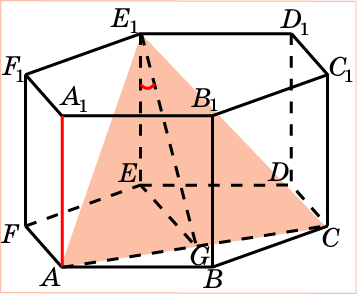 E₁ D₁
F₁ C₁
A₁ B₁
E D
F G C
A B